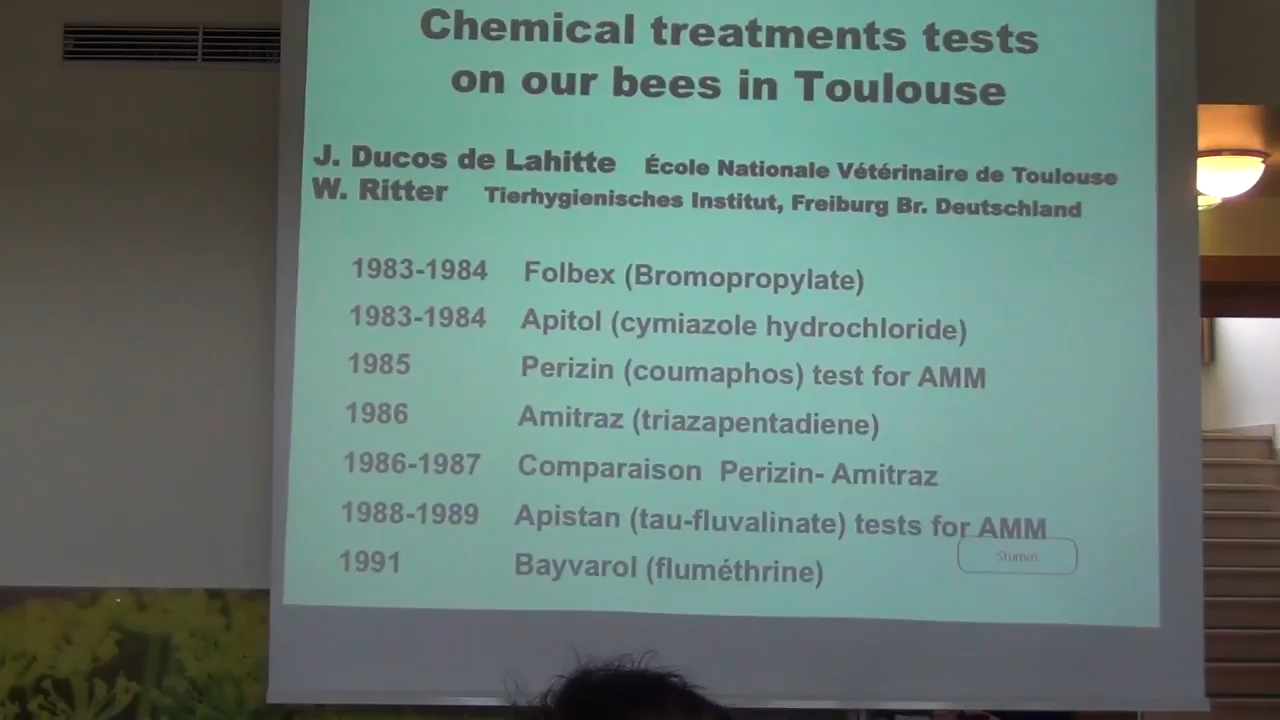 Chemical treatments tests
on our bees in Toulouse
J. Ducos de Lahitte École Nationale Vétérinaire de Toulouse
W. Ritter Tierhygienisches Institut, Freiburg Br. Deutschland
1983-1984 Folbex (Bromopropylate)
1983-1984 Apitol (cymiazole hydrochloride)
1985 Perizin (coumaphos) test for AMM
1986 Amitraz (triazapentadiene)
1986-1987 Comparaison Perizin- Amitraz
1988-1989 Apistan (tau-fluvalinate) tests for AMM
Stumm
1991 Bayvarol (fluméthrine)